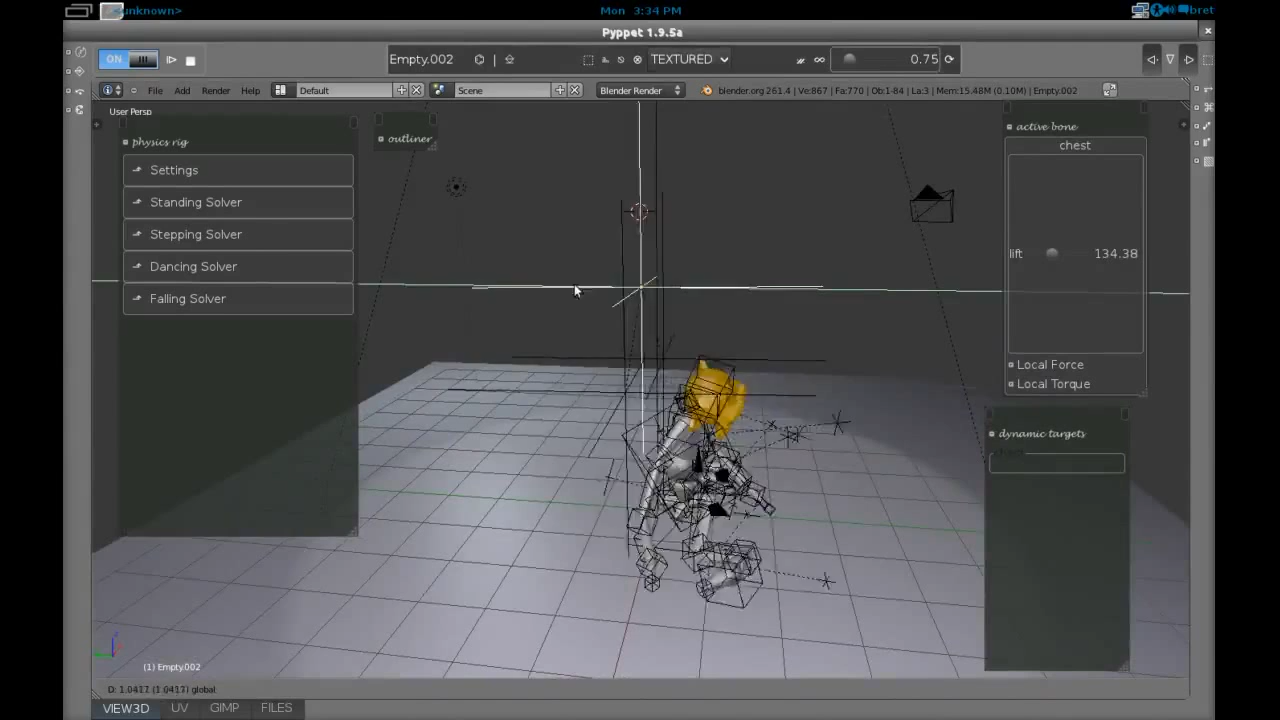 <unknown>
Mon 3:34 PM
bret
Pyppet 1.9.5a
ON
Empty.002
TEXTURED
0.75
File Add Render Help
Default
Scene
Blender Render
blender.org 261.4 | Ve:867 | Fa:770 | Ob:1-84 | La:3 | Mem:15.48M (0.10M) | Empty.002
User Persp
physics rig
Settings
Standing Solver
Stepping Solver
Dancing Solver
Falling Solver
outliner
active bone
chest
lift 134.38
Local Force
Local Torque
dynamic targets
chest
(1) Empty.002
D: 1.0417 (1.0417) global
VIEW3D UV GIMP FILES